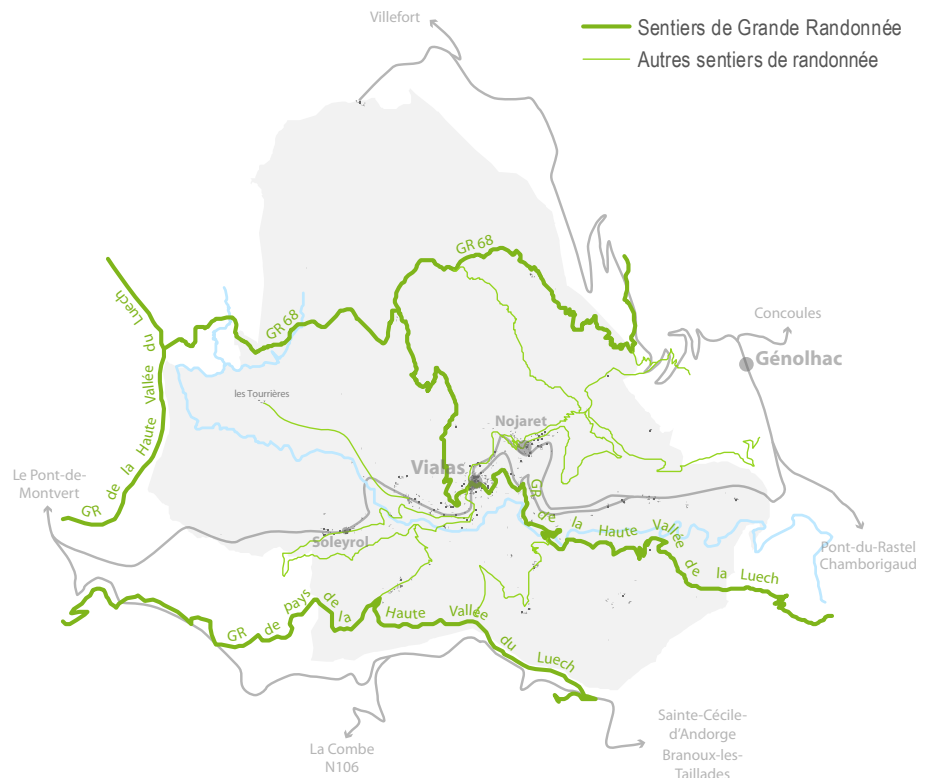 Villefort
Sentiers de Grande Randonnée
Autres sentiers de randonnée
GR 68
GR de la Haute Vallée du Luech
GR 68
Concoules
Génolhac
les Tourrières
Nojaret
Vialas
Le Pont-de-
Montvert
Soleyrol
GR de la Haute Vallée de la Luech
Pont-du-Rastel
Chamborigaud
GR de pays de la Haute Vallée du Luech
Sainte-Cécile-
d'Andorge
Branoux-les-
Taillades
La Combe
N106